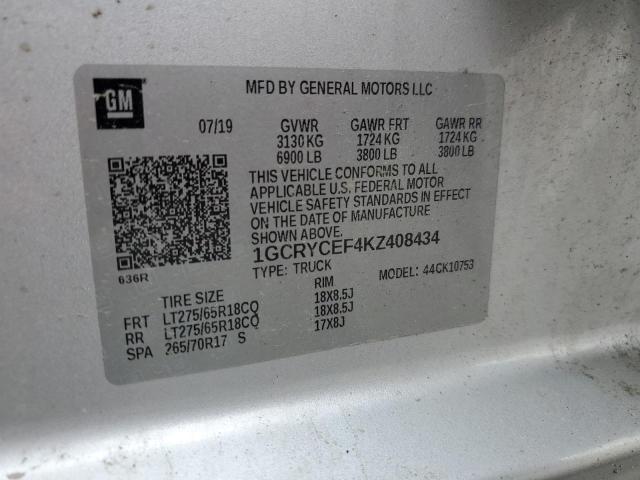 GM
MFD BY GENERAL MOTORS LLC
07/19 GVWR GAWR FRT GAWR RR
3130 KG 1724 KG 1724 KG
6900 LB 3800 LB 3800 LB
THIS VEHICLE CONFORMS TO ALL
APPLICABLE U.S. FEDERAL MOTOR
VEHICLE SAFETY STANDARDS IN EFFECT
ON THE DATE OF MANUFACTURE
SHOWN ABOVE.
1GCRYCEF4KZ408434
636R
TYPE: TRUCK MODEL: 44CK10753
TIRE SIZE RIM
FRT LT275/65R18CQ 18X8.5J
RR LT275/65R18CQ 18X8.5J
SPA 265/70R17 S 17X8J